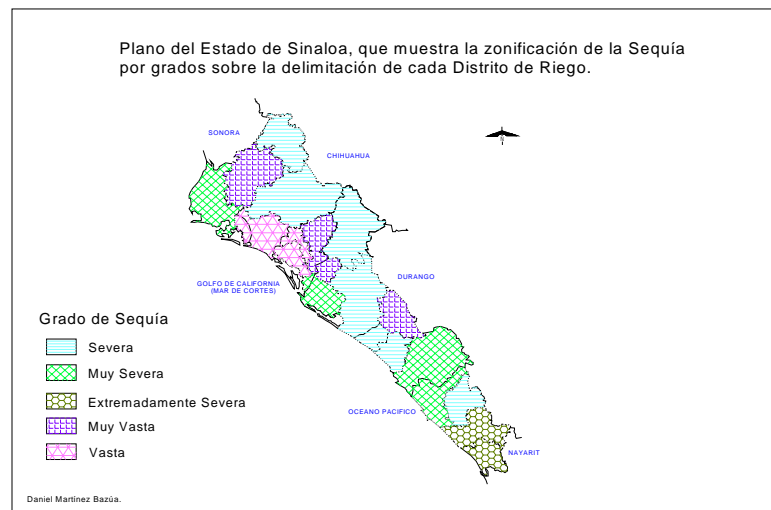 Plano del Estado de Sinaloa, que muestra la zonificación de la Sequía
por grados sobre la delimitación de cada Distrito de Riego.
SONORA
CHIHUAHUA
DURANGO
GOLFO DE CALIFORNIA
(MAR DE CORTES)
Grado de Sequía
Severa
Muy Severa
Extremadamente Severa
Muy Vasta
Vasta
OCEANO PACIFICO
NAYARIT
Daniel Martínez Bazúa.